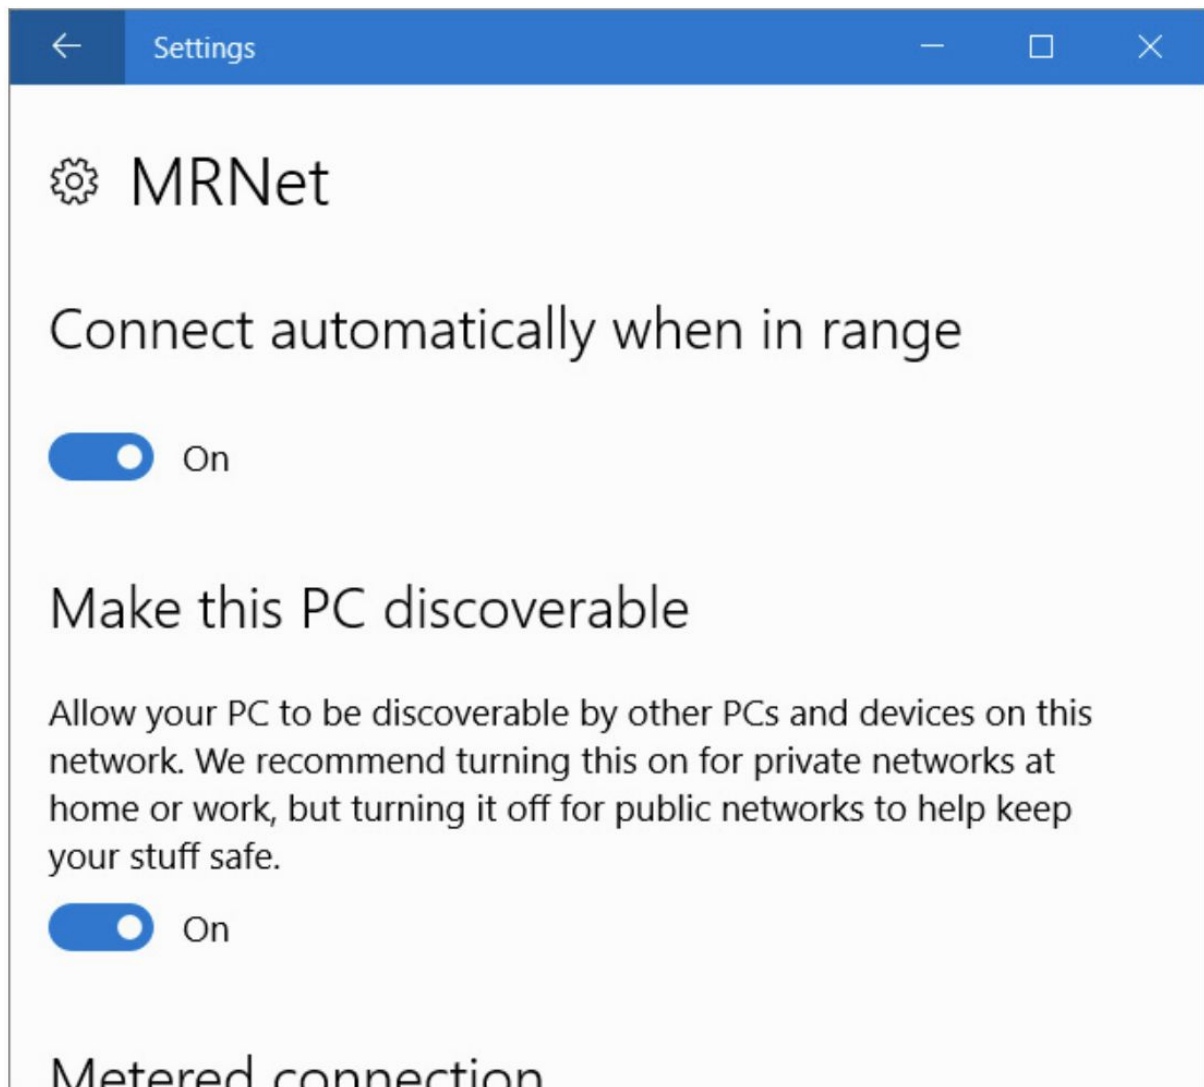 Settings
MRNet
Connect automatically when in range
On
Make this PC discoverable
Allow your PC to be discoverable by other PCs and devices on this
network. We recommend turning this on for private networks at
home or work, but turning it off for public networks to help keep
your stuff safe.
On
Metered connection